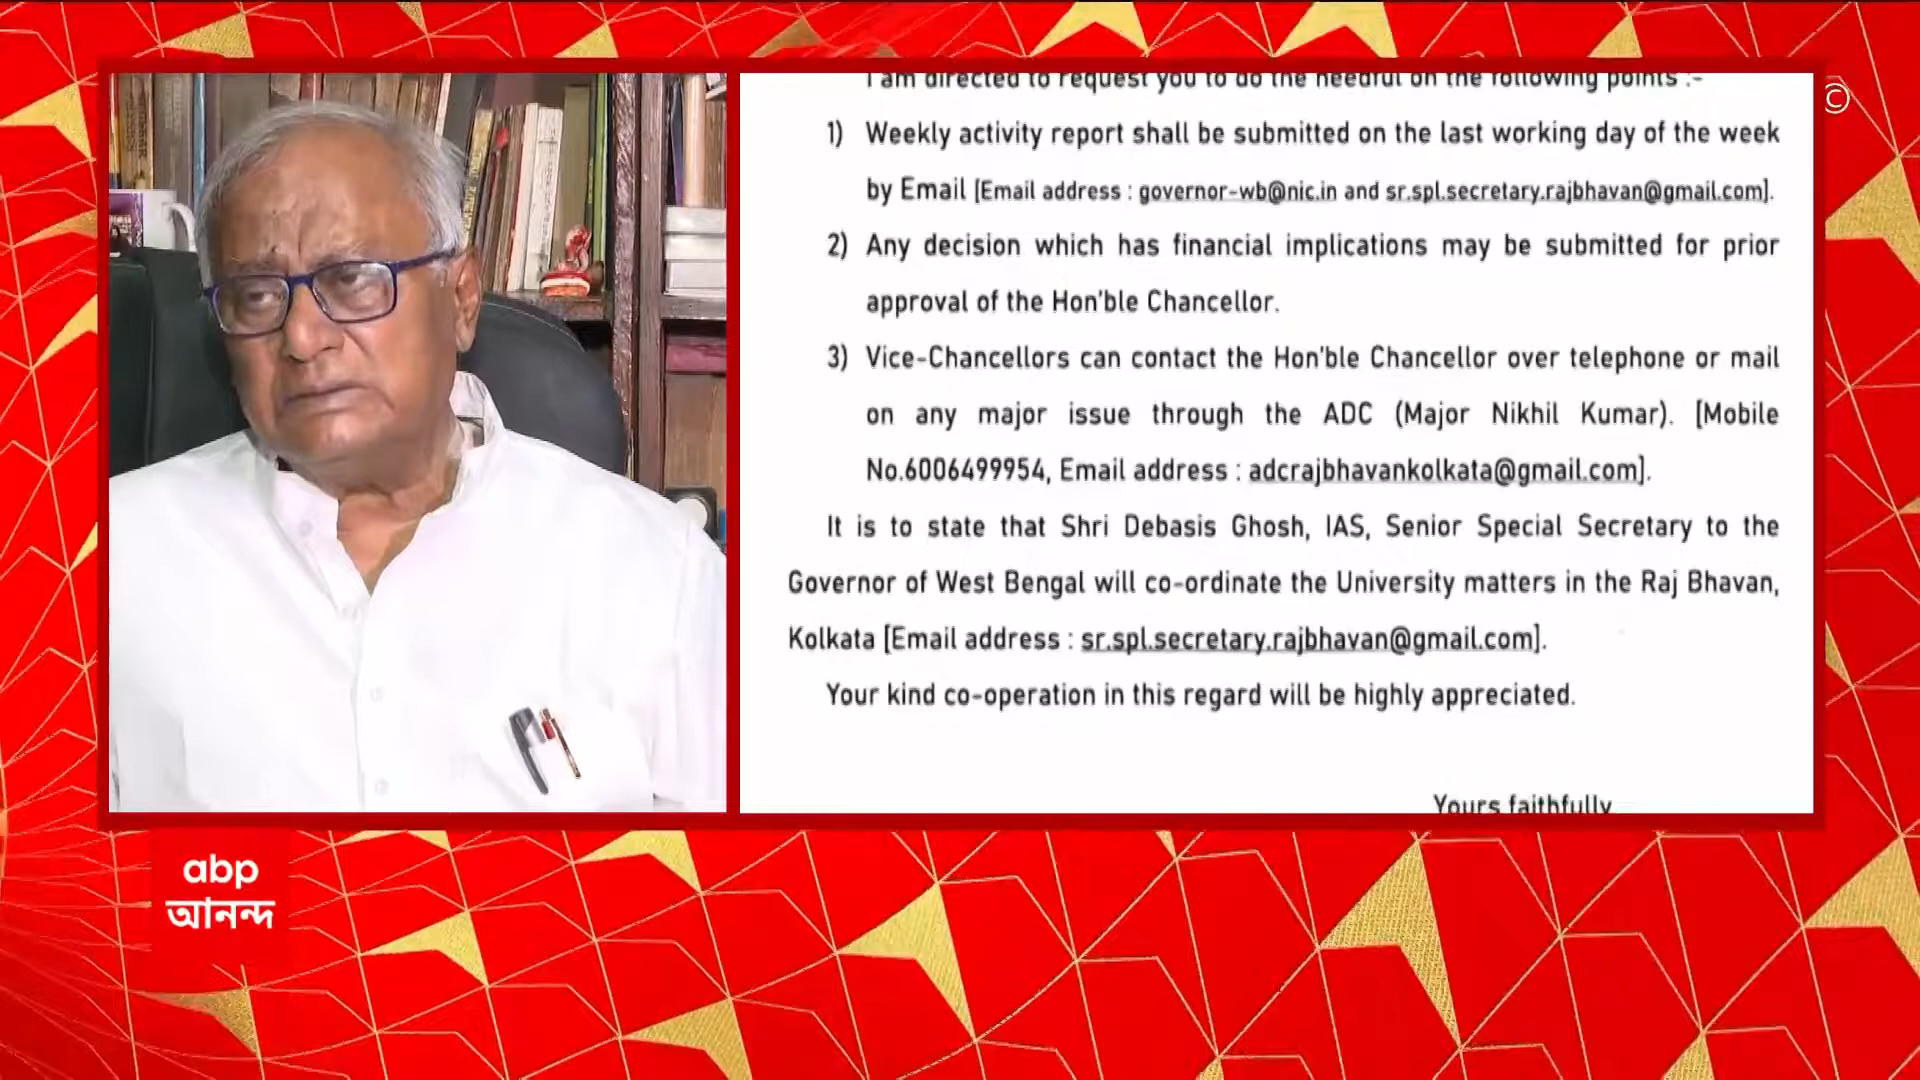 I am directed to request you to do the needful on the following points :-
1) Weekly activity report shall be submitted on the last working day of the week
by Email [Email address : governor-wb@nic.in and sr.spl.secretary.rajbhavan@gmail.com].
2) Any decision which has financial implications may be submitted for prior
approval of the Hon'ble Chancellor.
3) Vice-Chancellors can contact the Hon'ble Chancellor over telephone or mail
on any major issue through the ADC (Major Nikhil Kumar). [Mobile
No.6006499954, Email address : adcrajbhavankolkata@gmail.com].
It is to state that Shri Debasis Ghosh, IAS, Senior Special Secretary to the
Governor of West Bengal will co-ordinate the University matters in the Raj Bhavan,
Kolkata [Email address : sr.spl.secretary.rajbhavan@gmail.com].
Your kind co-operation in this regard will be highly appreciated.
Yours faithfully
©
abp
আনন্দ